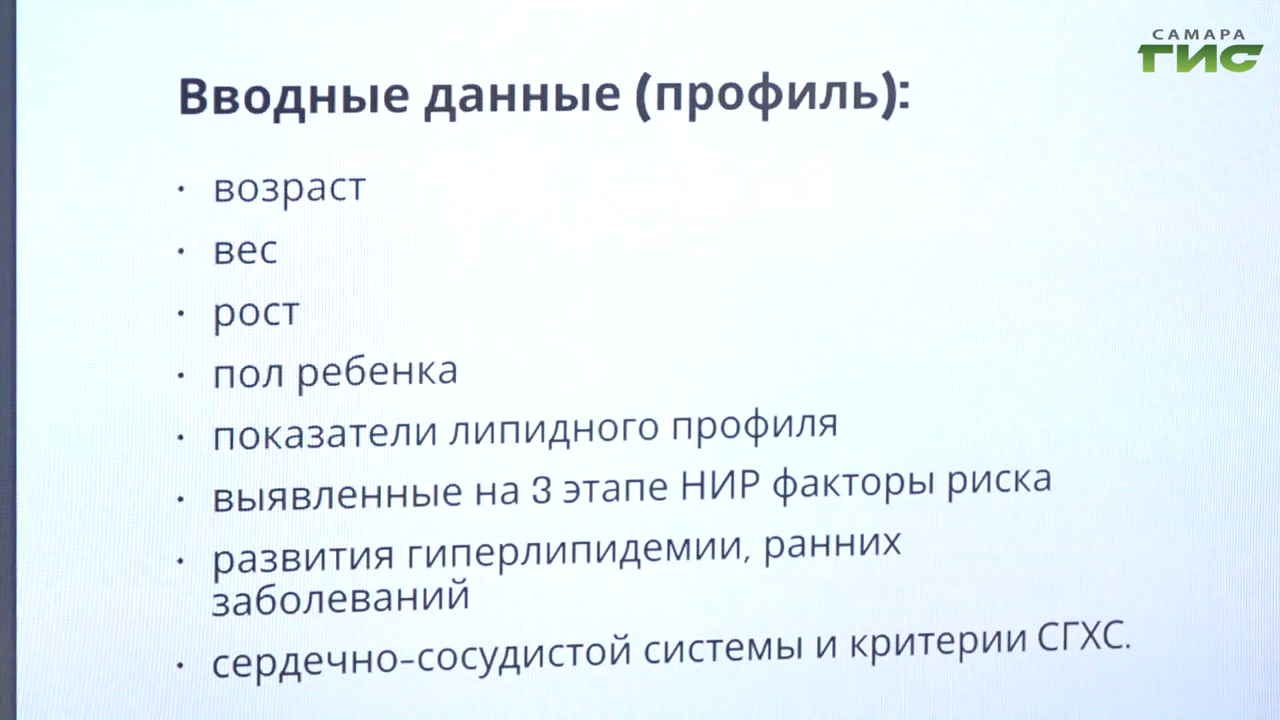 САМАРА
ГИС
Вводные данные (профиль):
· возраст
· вес
· рост
· пол ребенка
· показатели липидного профиля
· выявленные на 3 этапе НИР факторы риска
· развития гиперлипидемии, ранних
заболеваний
· сердечно-сосудистой системы и критерии СГХС.